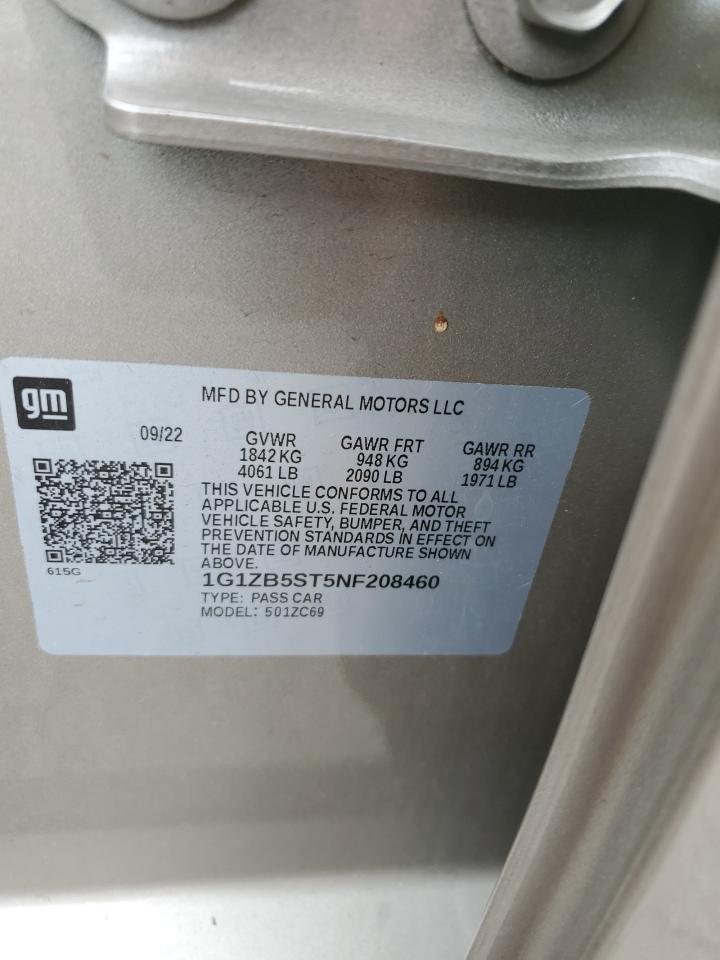 gm
MFD BY GENERAL MOTORS LLC
09/22
GVWR GAWR FRT GAWR RR
1842 KG 948 KG 894 KG
4061 LB 2090 LB 1971 LB
THIS VEHICLE CONFORMS TO ALL
APPLICABLE U.S. FEDERAL MOTOR
VEHICLE SAFETY, BUMPER, AND THEFT
PREVENTION STANDARDS IN EFFECT ON
THE DATE OF MANUFACTURE SHOWN
ABOVE.
615G
1G1ZB5ST5NF208460
TYPE: PASS CAR
MODEL: 501ZC69